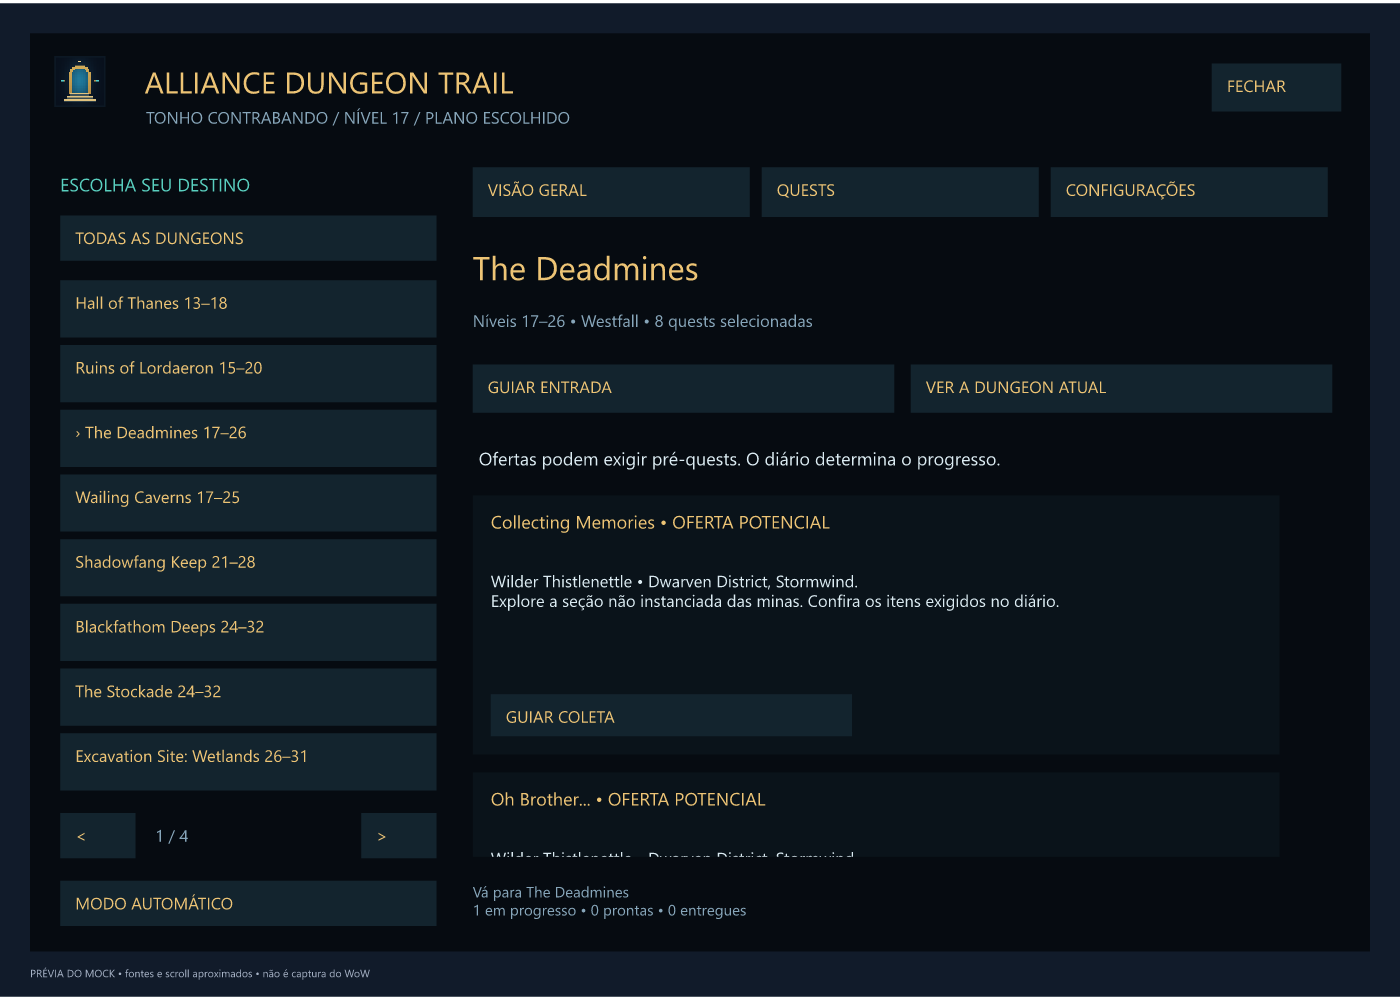 ALLIANCE DUNGEON TRAIL
TONHO CONTRABANDO / NÍVEL 17 / PLANO ESCOLHIDO
FECHAR
ESCOLHA SEU DESTINO
TODAS AS DUNGEONS
Hall of Thanes 13–18
Ruins of Lordaeron 15–20
› The Deadmines 17–26
Wailing Caverns 17–25
Shadowfang Keep 21–28
Blackfathom Deeps 24–32
The Stockade 24–32
Excavation Site: Wetlands 26–31
< 1 / 4 >
MODO AUTOMÁTICO
VISÃO GERAL
QUESTS
CONFIGURAÇÕES
The Deadmines
Níveis 17–26 • Westfall • 8 quests selecionadas
GUIAR ENTRADA
VER A DUNGEON ATUAL
Ofertas podem exigir pré-quests. O diário determina o progresso.
Collecting Memories • OFERTA POTENCIAL
Wilder Thistlenettle • Dwarven District, Stormwind.
Explore a seção não instanciada das minas. Confira os itens exigidos no diário.
GUIAR COLETA
Oh Brother... • OFERTA POTENCIAL
Wilder Thistlenettle • Dwarven District, Stormwind.
Vá para The Deadmines
1 em progresso • 0 prontas • 0 entregues
PRÉVIA DO MOCK • fontes e scroll aproximados • não é captura do WoW